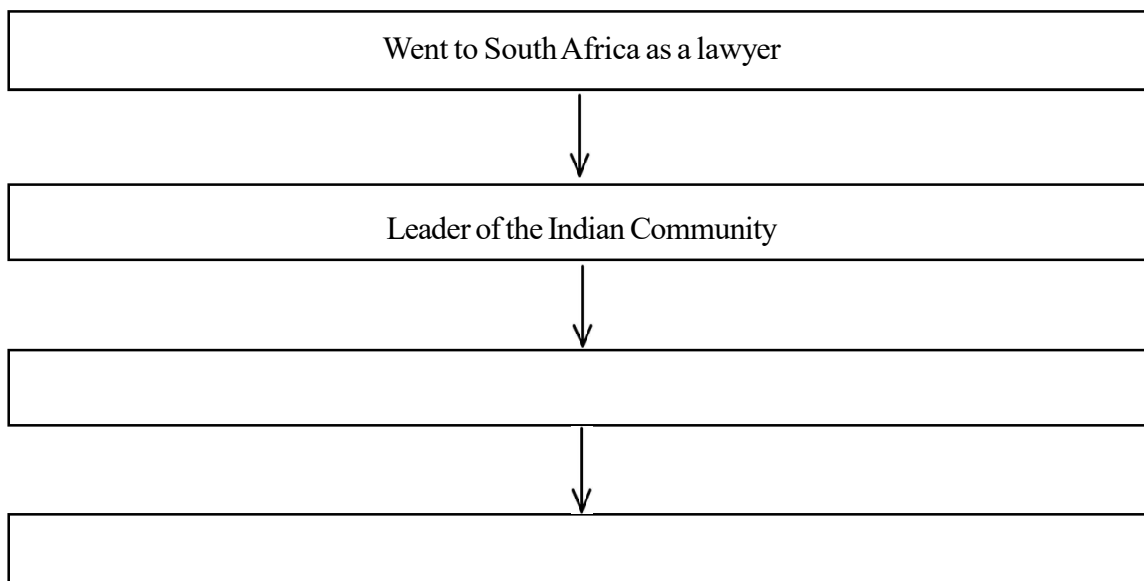 Went to South Africa as a lawyer
Leader of the Indian Community